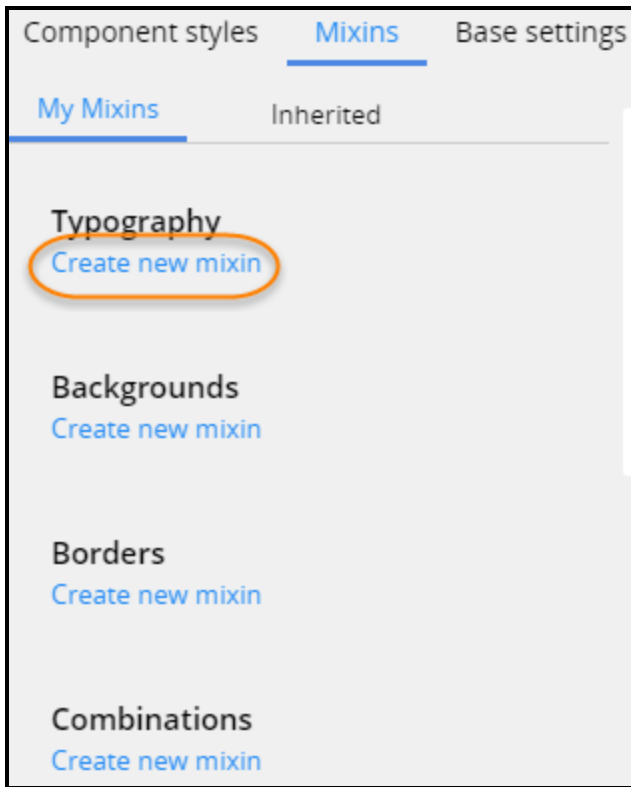 Component styles Mixins Base settings
My Mixins Inherited
Typography
Create new mixin
Backgrounds
Create new mixin
Borders
Create new mixin
Combinations
Create new mixin